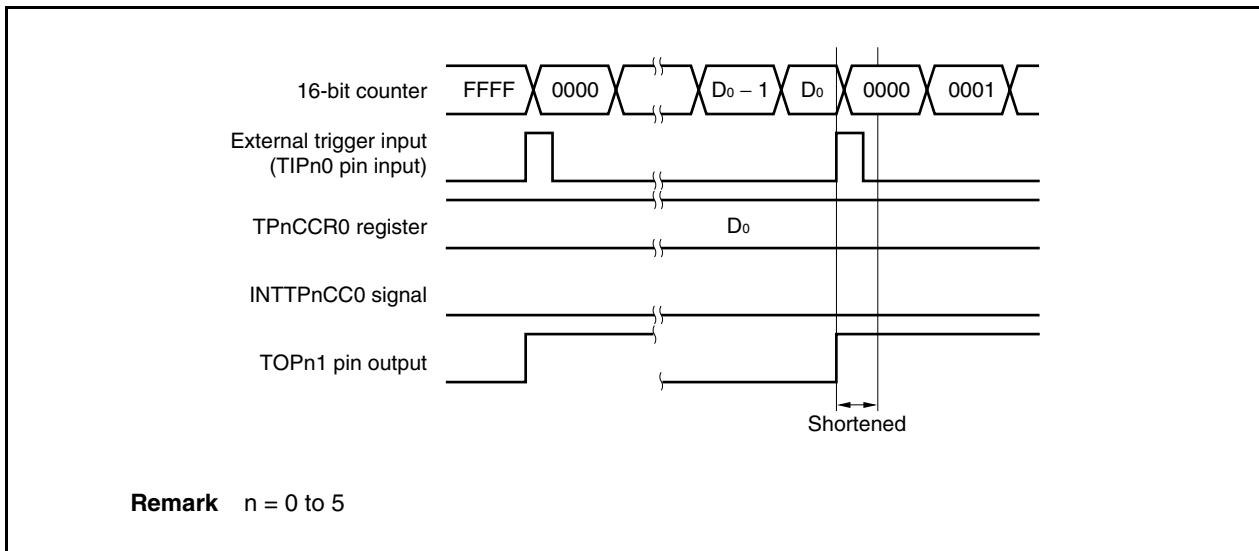 16-bit counter FFFF 0000 D0 − 1 D0 0000 0001
External trigger input
(TIPn0 pin input)
TPnCCR0 register D0
INTTPnCC0 signal
TOPn1 pin output
Shortened
Remark n = 0 to 5